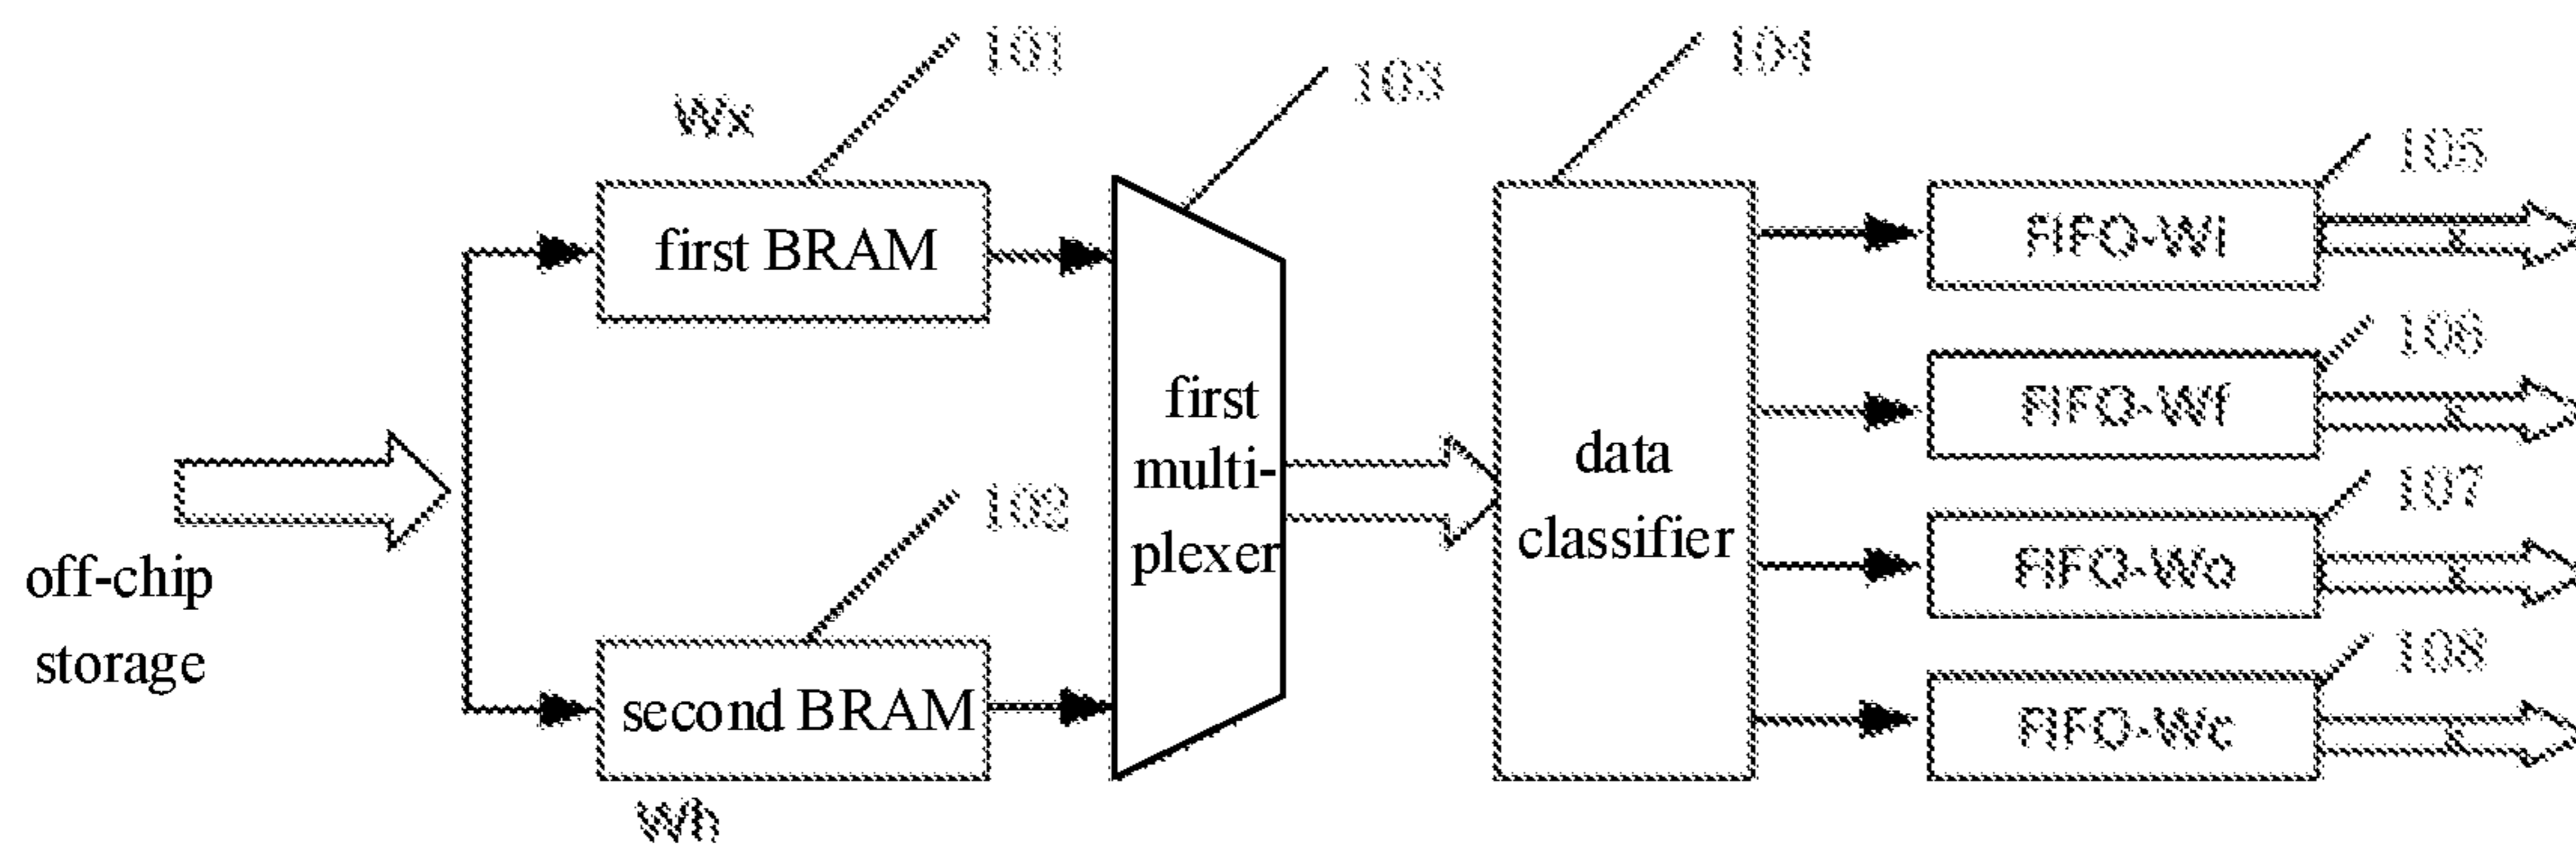 101
Wx
103
104
105
first BRAM
FIFO-Wi
106
first
multi-
plexer
FIFO-Wf
data
classifier
off-chip
storage
102
107
FIFO-Wo
second BRAM
108
FIFO-Wc
Wh